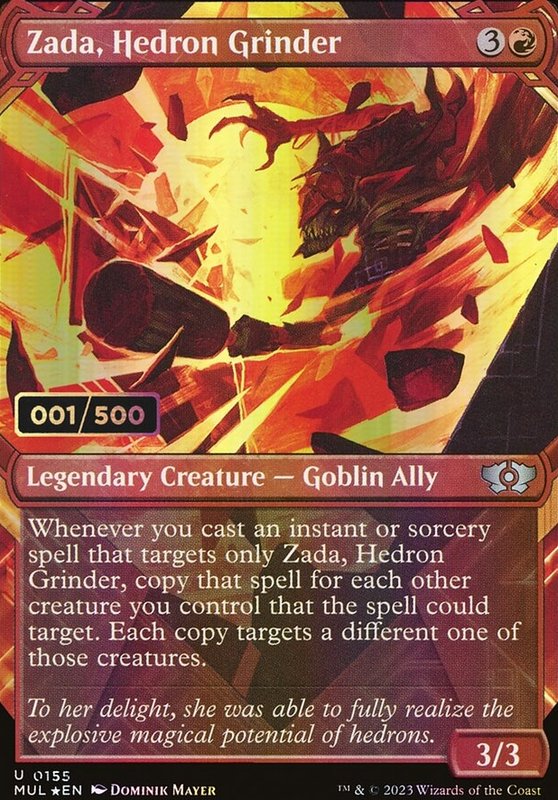 Zada, Hedron Grinder 3
001/500
Legendary Creature — Goblin Ally
Whenever you cast an instant or sorcery
spell that targets only Zada, Hedron
Grinder, copy that spell for each other
creature you control that the spell could
target. Each copy targets a different one of
those creatures.
To her delight, she was able to fully realize the
explosive magical potential of hedrons.
3/3
U 0155
MUL★EN Dominik Mayer ™ & © 2023 Wizards of the Coast